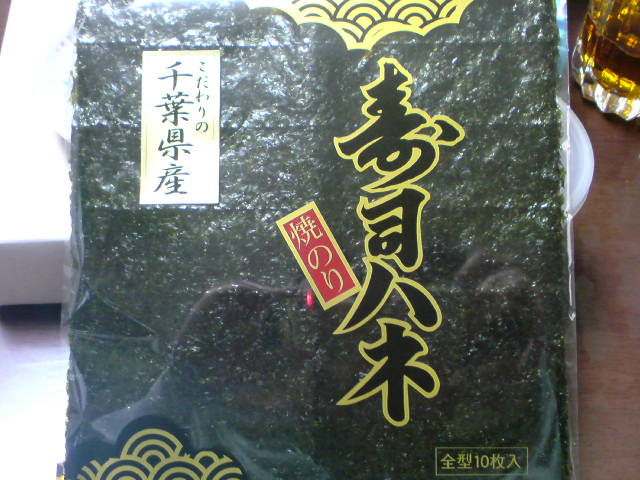 寿司八木
焼のり
こだわりの
千葉県産
全型10枚入